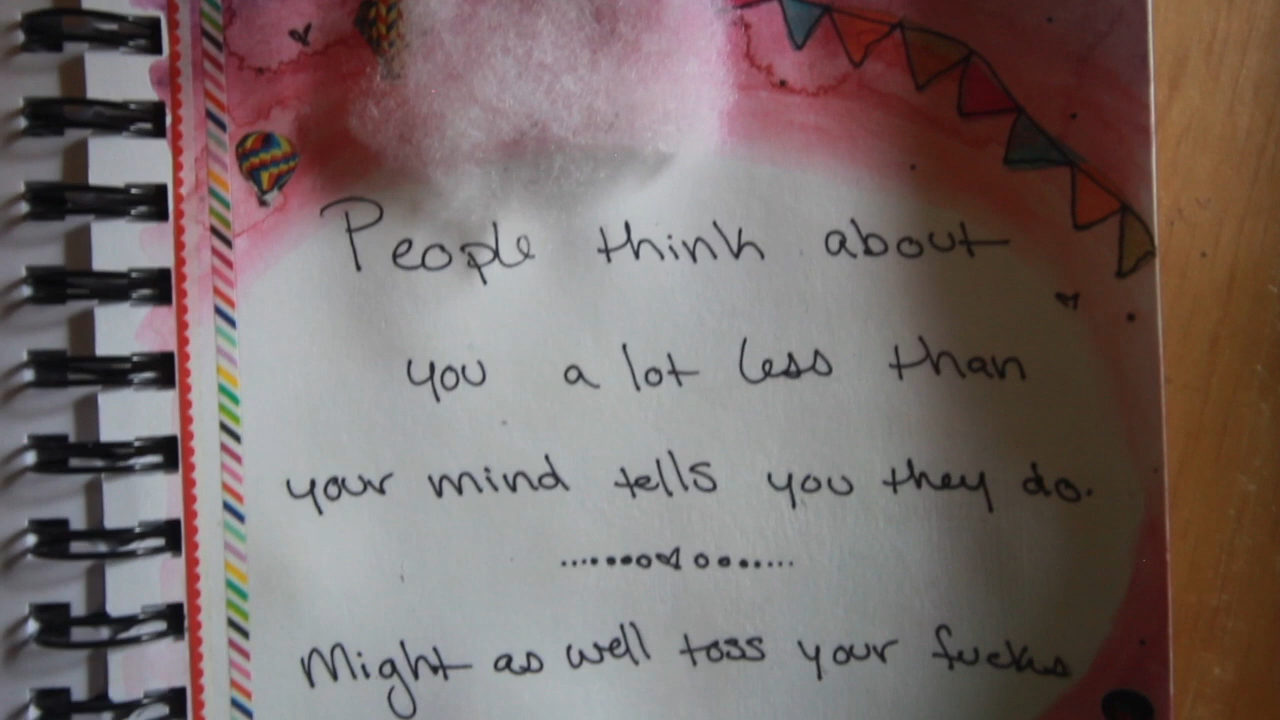 People think about
you a lot less than
your mind tells you they do.
Might as well toss your fucks